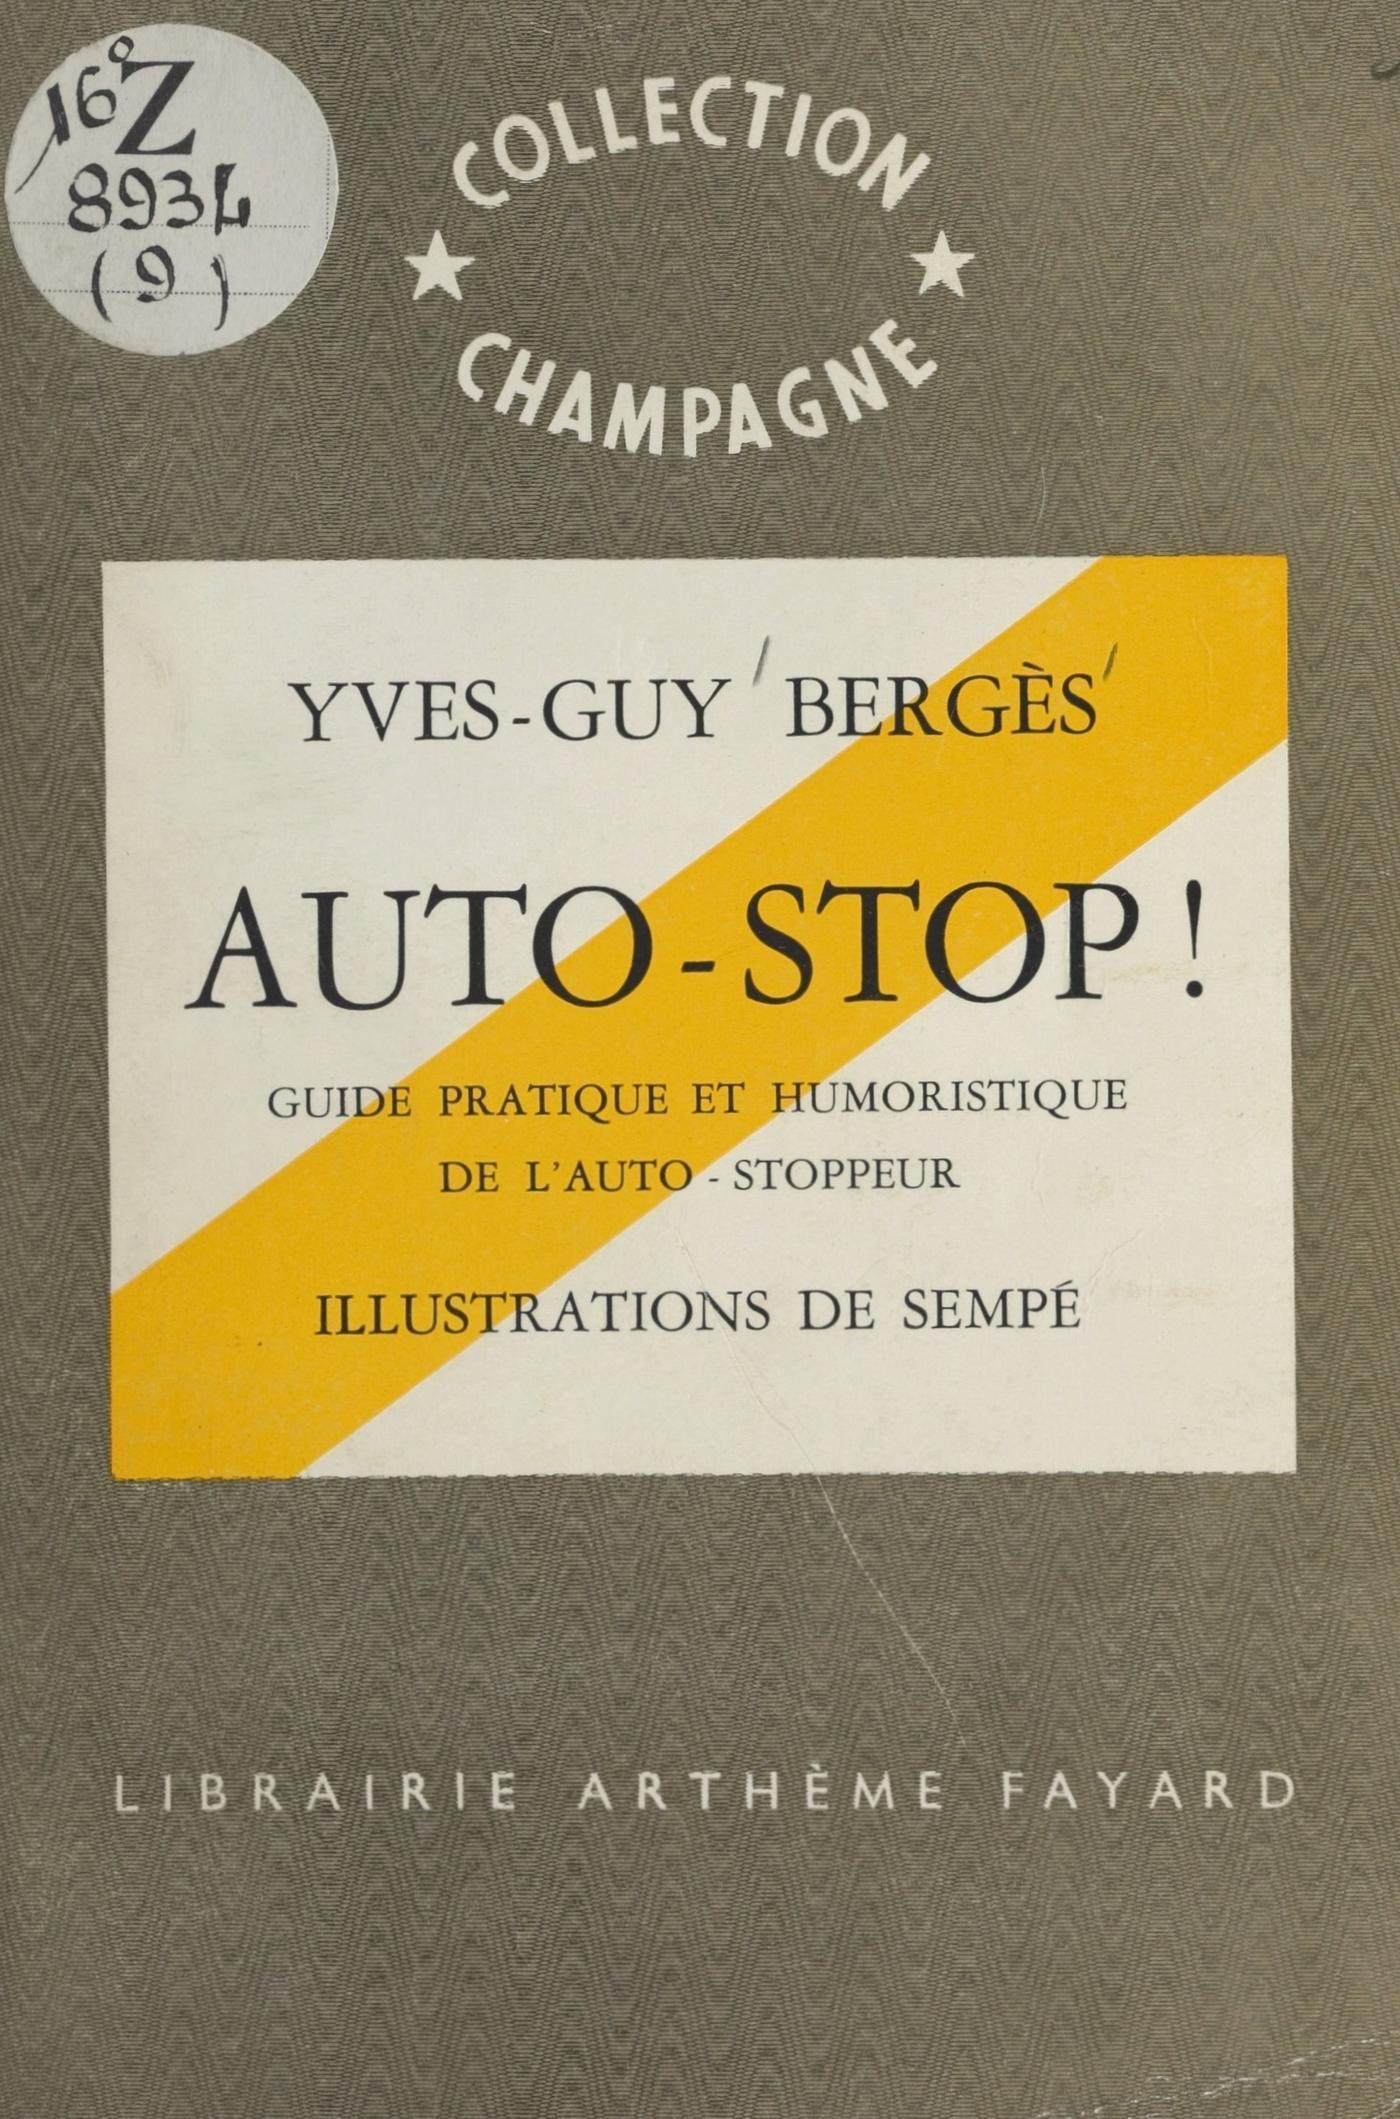 16° Z
8934
(9)
COLLECTION
CHAMPAGNE
YVES-GUY BERGÈS
AUTO-STOP !
GUIDE PRATIQUE ET HUMORISTIQUE
DE L'AUTO-STOPPEUR
ILLUSTRATIONS DE SEMPÉ
LIBRAIRIE ARTHÈME FAYARD